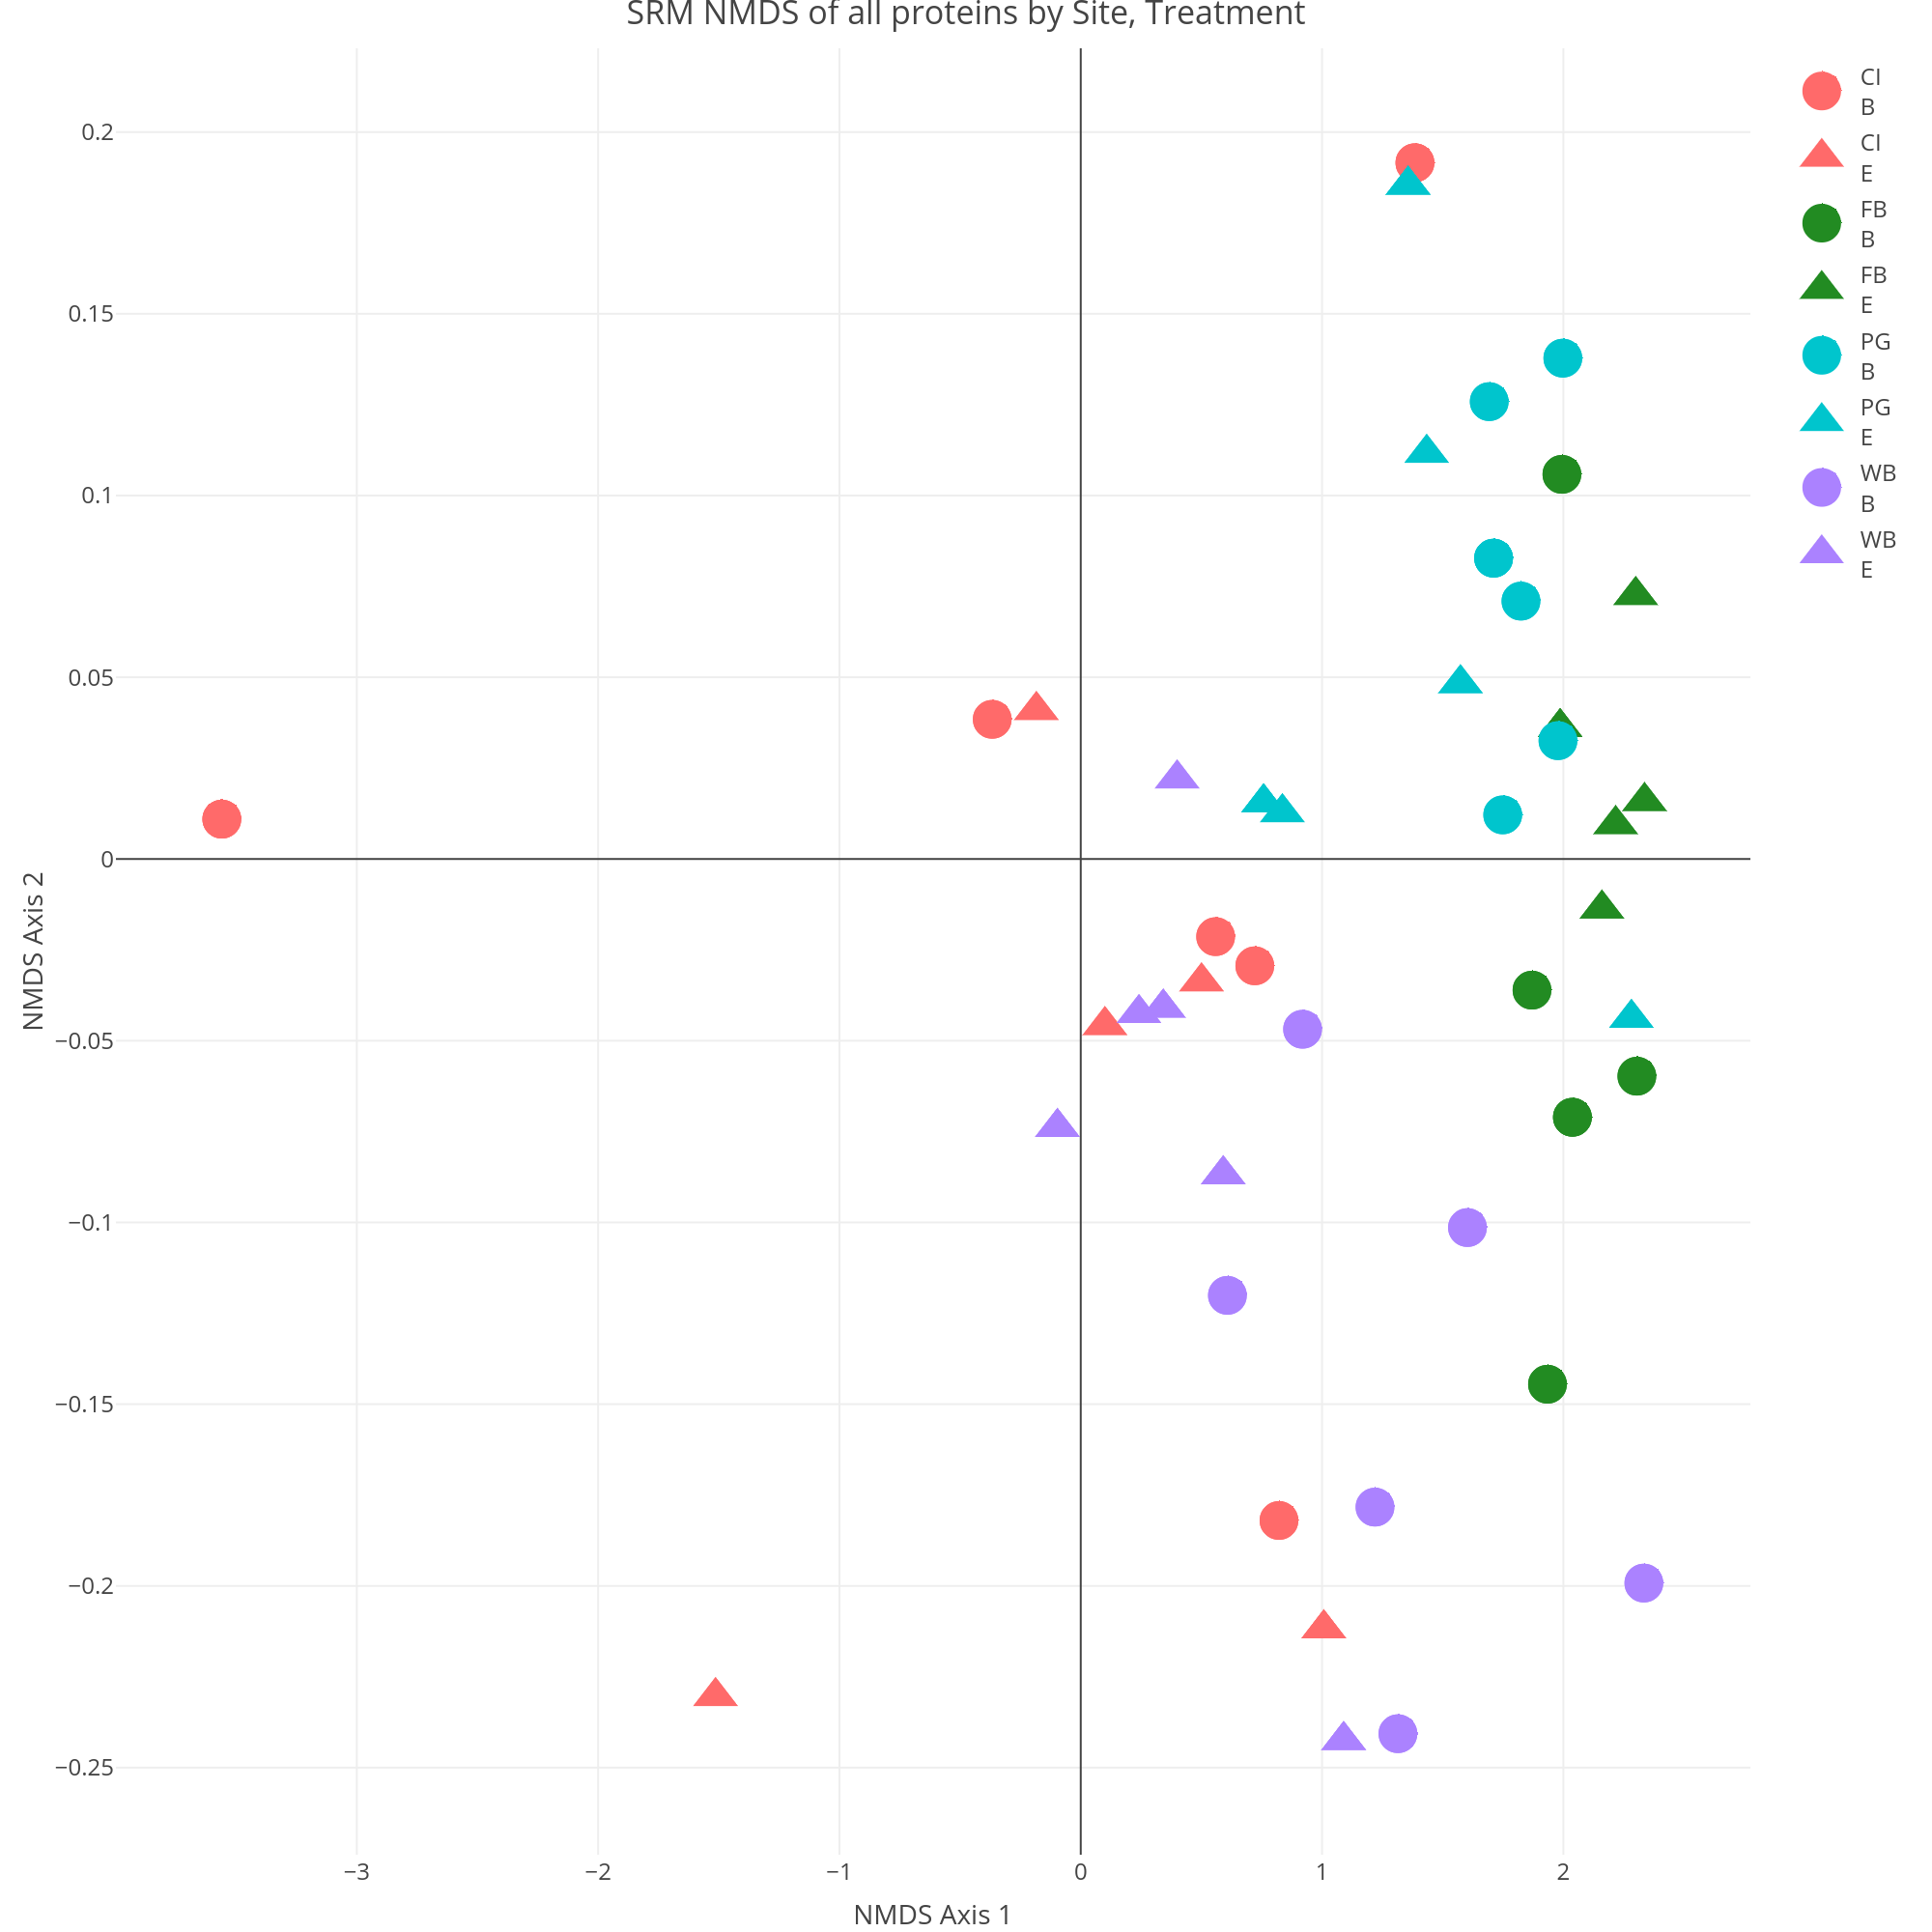 SRM NMDS of all proteins by Site, Treatment
CI
B
CI
E
FB
B
FB
E
PG
B
PG
E
WB
B
WB
E
0.2
0.15
0.1
0.05
0
−0.05
−0.1
−0.15
−0.2
−0.25
NMDS Axis 2
−3
−2
−1
0
1
2
NMDS Axis 1